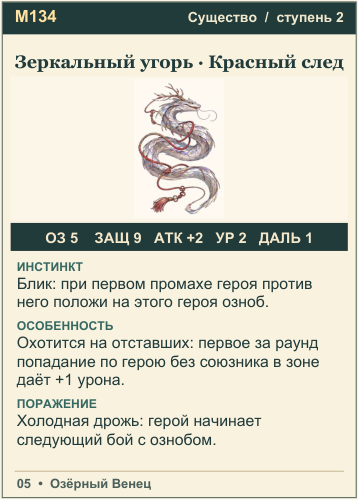 M134
Существо / ступень 2
Зеркальный угорь · Красный след
ОЗ 5 ЗАЩ 9 АТК +2 УР 2 ДАЛЬ 1
ИНСТИНКТ
Блик: при первом промахе героя против
него положи на этого героя озноб.
ОСОБЕННОСТЬ
Охотится на отставших: первое за раунд
попадание по герою без союзника в зоне
даёт +1 урона.
ПОРАЖЕНИЕ
Холодная дрожь: герой начинает
следующий бой с ознобом.
05 • Озёрный Венец